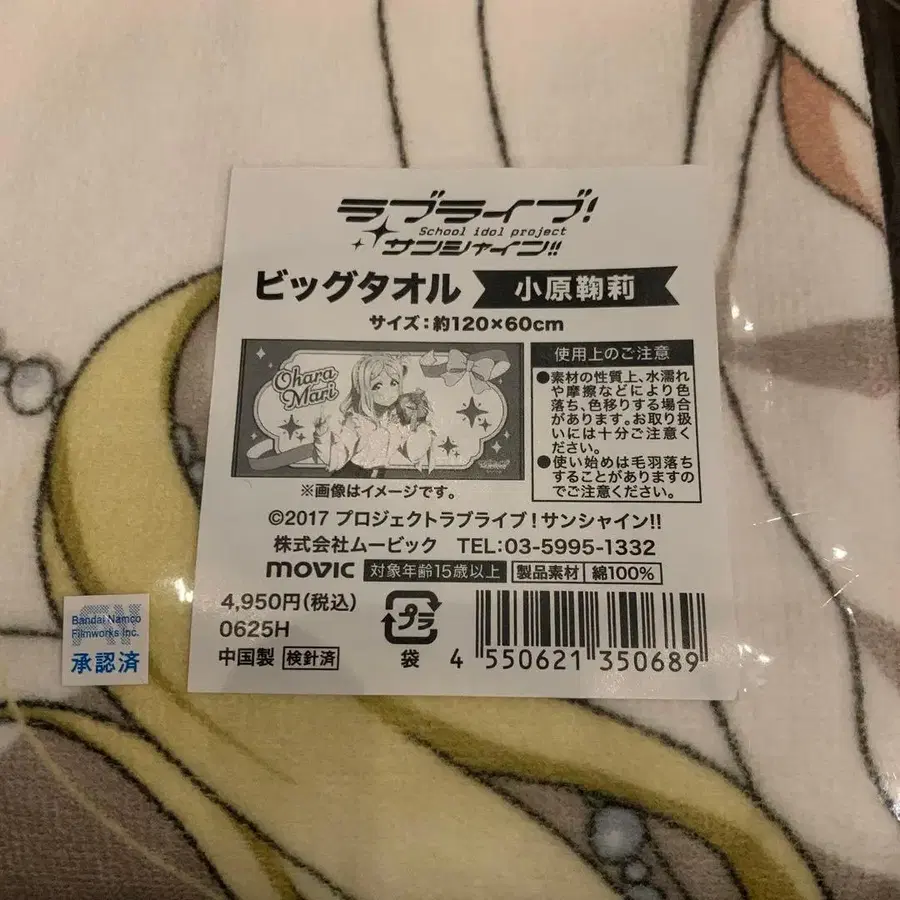 ラブライブ!
School idol project
サンシャイン!!
ビッグタオル 小原鞠莉
サイズ:約120×60cm
Ohara
Mari
※画像はイメージです。
使用上のご注意
●素材の性質上、水濡れ
や摩擦などにより色
落ち、色移りする場合
があります。お取り扱
いには十分ご注意く
ださい。
●使い始めは毛羽落ち
することがありますの
でご注意ください。
©2017 プロジェクトラブライブ!サンシャイン!!
株式会社ムービック TEL:03-5995-1332
movic 対象年齢15歳以上 製品素材 綿100%
4,950円(税込)
0625H
中国製 検針済
プラ
袋
4 550621 350689
Bandai Namco
Filmworks Inc.
承認済